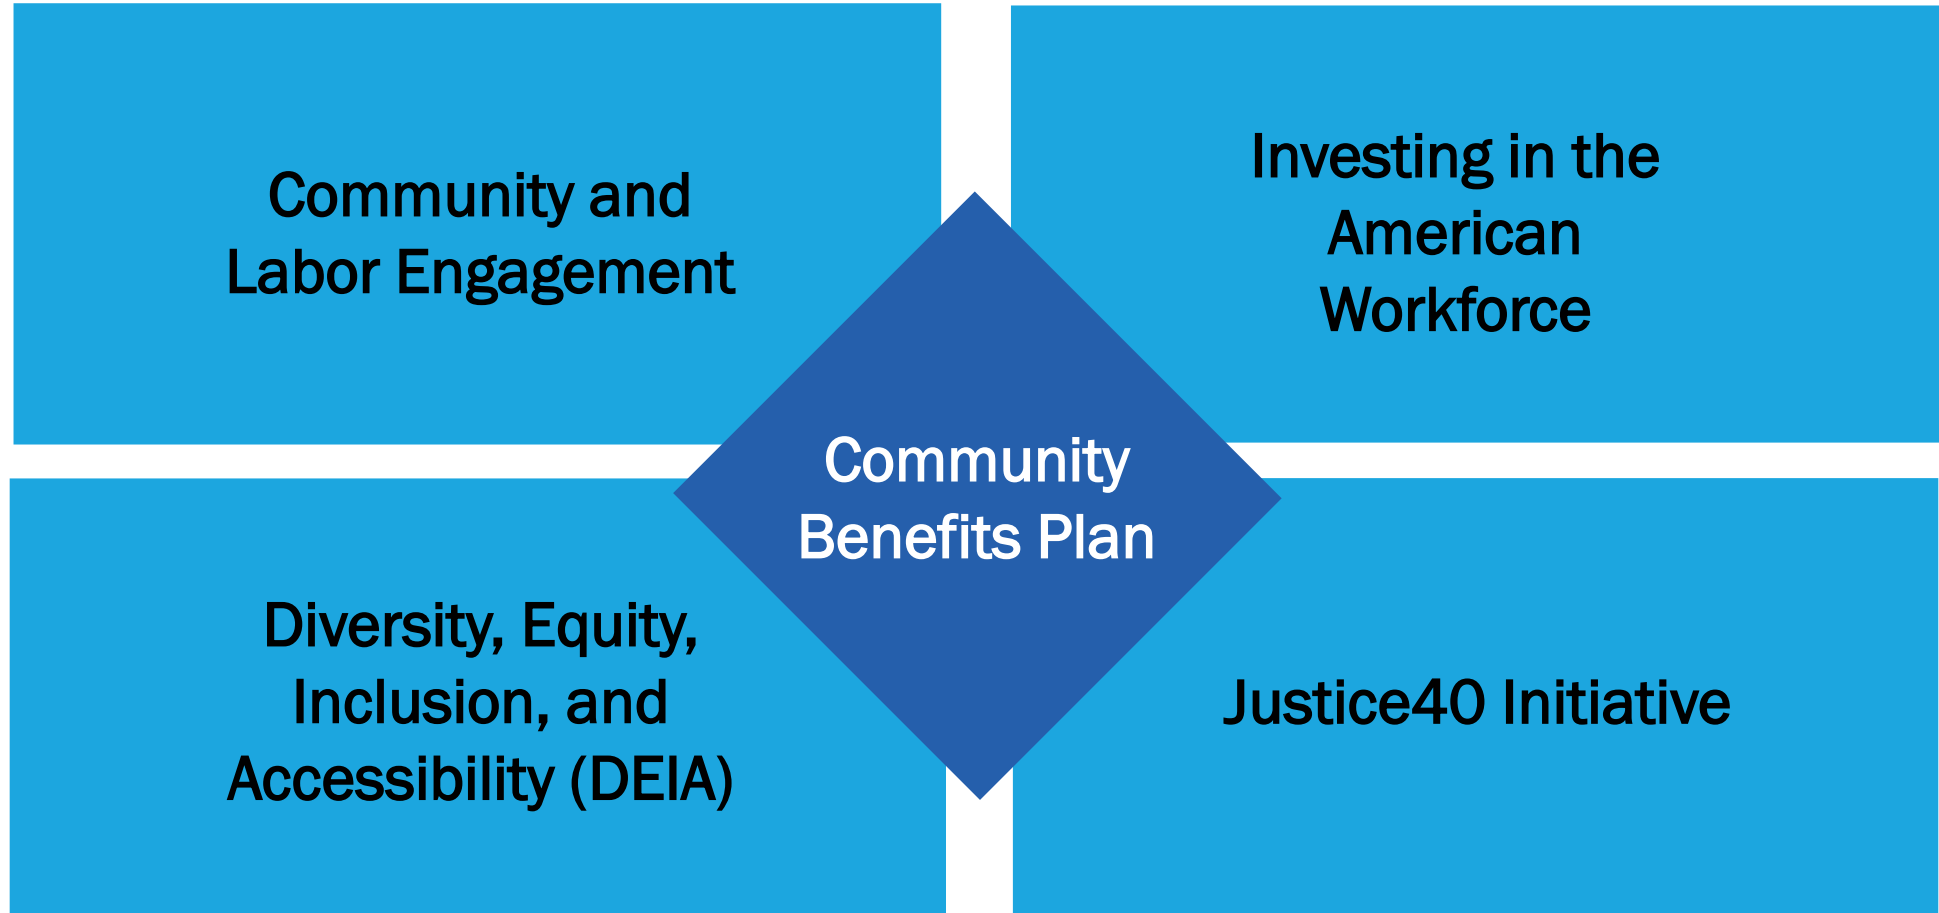 Community and
Labor Engagement
Investing in the
American
Workforce
Community
Benefits Plan
Diversity, Equity,
Inclusion, and
Accessibility (DEIA)
Justice40 Initiative